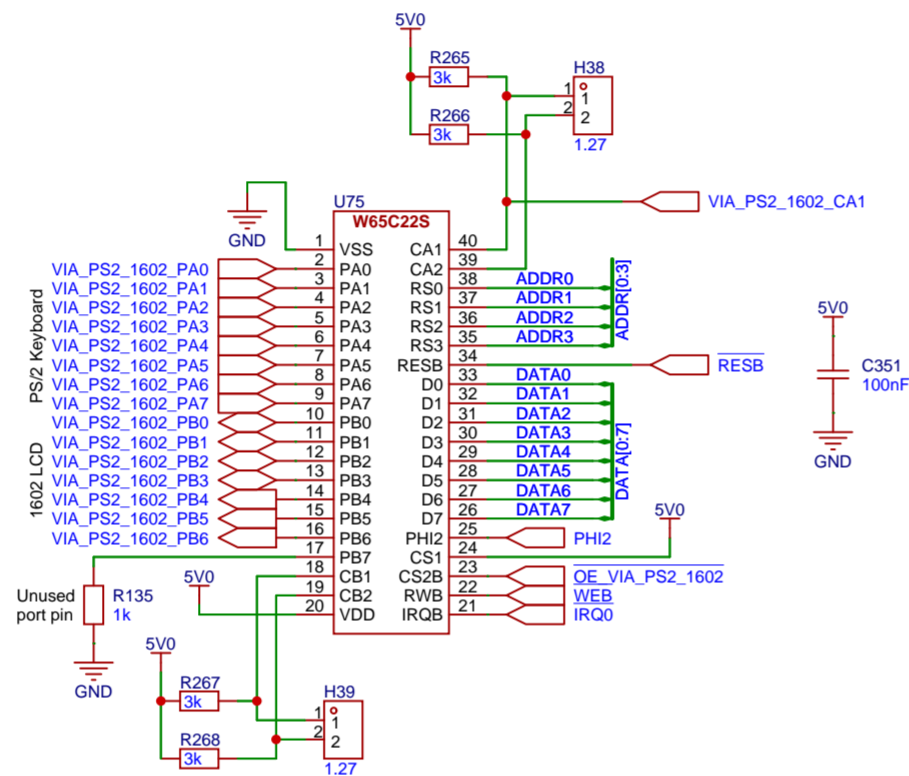 5V0
R265
3k
H38
1
1
2
2
R266
3k
1.27
VIA_PS2_1602_CA1
GND
U75
W65C22S
1 VSS CA1 40
VIA_PS2_1602_PA0 2 PA0 CA2 39
VIA_PS2_1602_PA1 3 PA1 RS0 38 ADDR0
VIA_PS2_1602_PA2 4 PA2 RS1 37 ADDR1
VIA_PS2_1602_PA3 5 PA3 RS2 36 ADDR2
VIA_PS2_1602_PA4 6 PA4 RS3 35 ADDR3
VIA_PS2_1602_PA5 7 PA5 RESB 34 RESB
VIA_PS2_1602_PA6 8 PA6 D0 33 DATA0
VIA_PS2_1602_PA7 9 PA7 D1 32 DATA1
VIA_PS2_1602_PB0 10 PB0 D2 31 DATA2
VIA_PS2_1602_PB1 11 PB1 D3 30 DATA3
VIA_PS2_1602_PB2 12 PB2 D4 29 DATA4
VIA_PS2_1602_PB3 13 PB3 D5 28 DATA5
VIA_PS2_1602_PB4 14 PB4 D6 27 DATA6
VIA_PS2_1602_PB5 15 PB5 D7 26 DATA7
VIA_PS2_1602_PB6 16 PB6 PHI2 25 PHI2
17 PB7 CS1 24
18 CB1 CS2B 23 OE_VIA_PS2_1602
19 CB2 RWB 22 WEB
20 VDD IRQB 21 IRQ0
PS/2 Keyboard
1602 LCD
ADDR[0:3]
DATA[0:7]
5V0
5V0
C351
100nF
GND
Unused
port pin
R135
1k
GND
5V0
5V0
R267
3k
R268
3k
H39
1
1
2
2
1.27